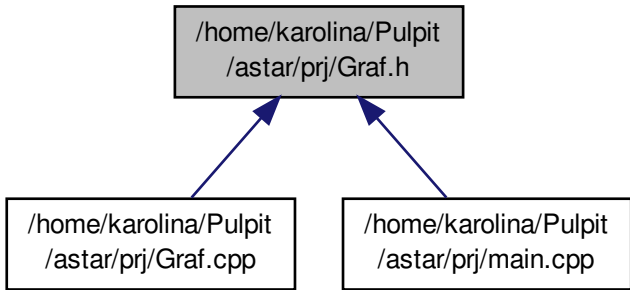 /home/karolina/Pulpit
/astar/prj/Graf.h
/home/karolina/Pulpit
/astar/prj/Graf.cpp
/home/karolina/Pulpit
/astar/prj/main.cpp